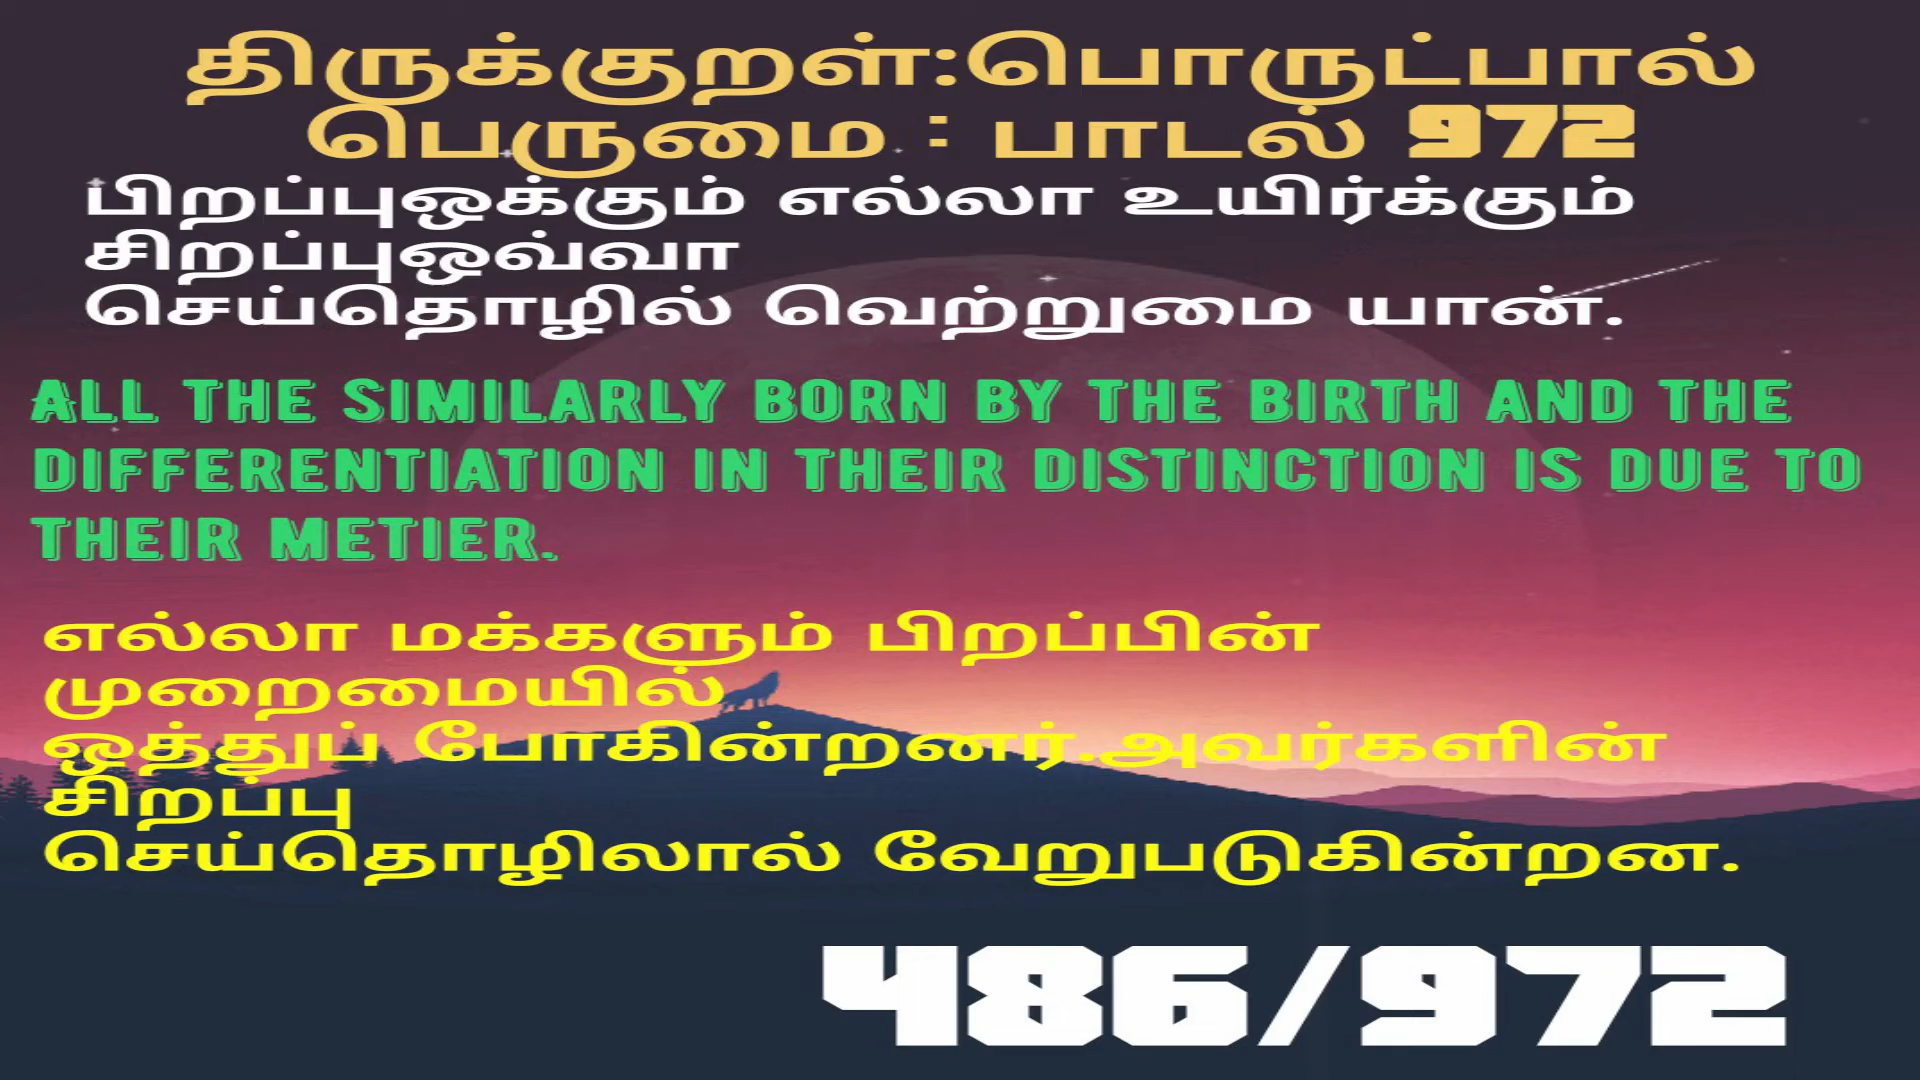 திருக்குறள்:பொருட்பால்
பெருமை : பாடல் 972
பிறப்புஒக்கும் எல்லா உயிர்க்கும்
சிறப்புஒவ்வா
செய்தொழில் வெற்றுமை யான்.
ALL THE SIMILARLY BORN BY THE BIRTH AND THE
DIFFERENTIATION IN THEIR DISTINCTION IS DUE TO
THEIR METIER.
எல்லா மக்களும் பிறப்பின்
முறைமையில்
ஒத்துப் போகின்றனர்.அவர்களின்
சிறப்பு
செய்தொழிலால் வேறுபடுகின்றன.
486/972